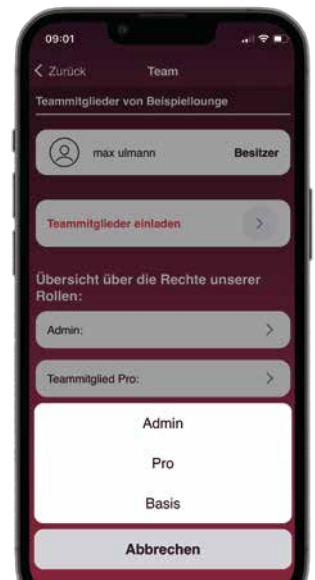 09:01
Zurück Team
Teammitglieder von Beispiellounge
max ulmann Besitzer
Teammitglieder einladen
Übersicht über die Rechte unserer
Rollen:
Admin:
Teammitglied Pro:
Admin
Pro
Basis
Abbrechen